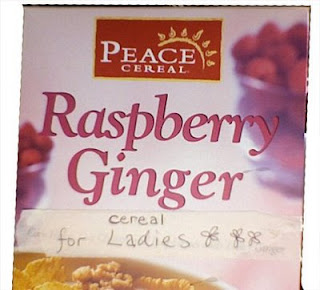 PEACE
CEREAL
Raspberry
Ginger
cereal
for Ladies